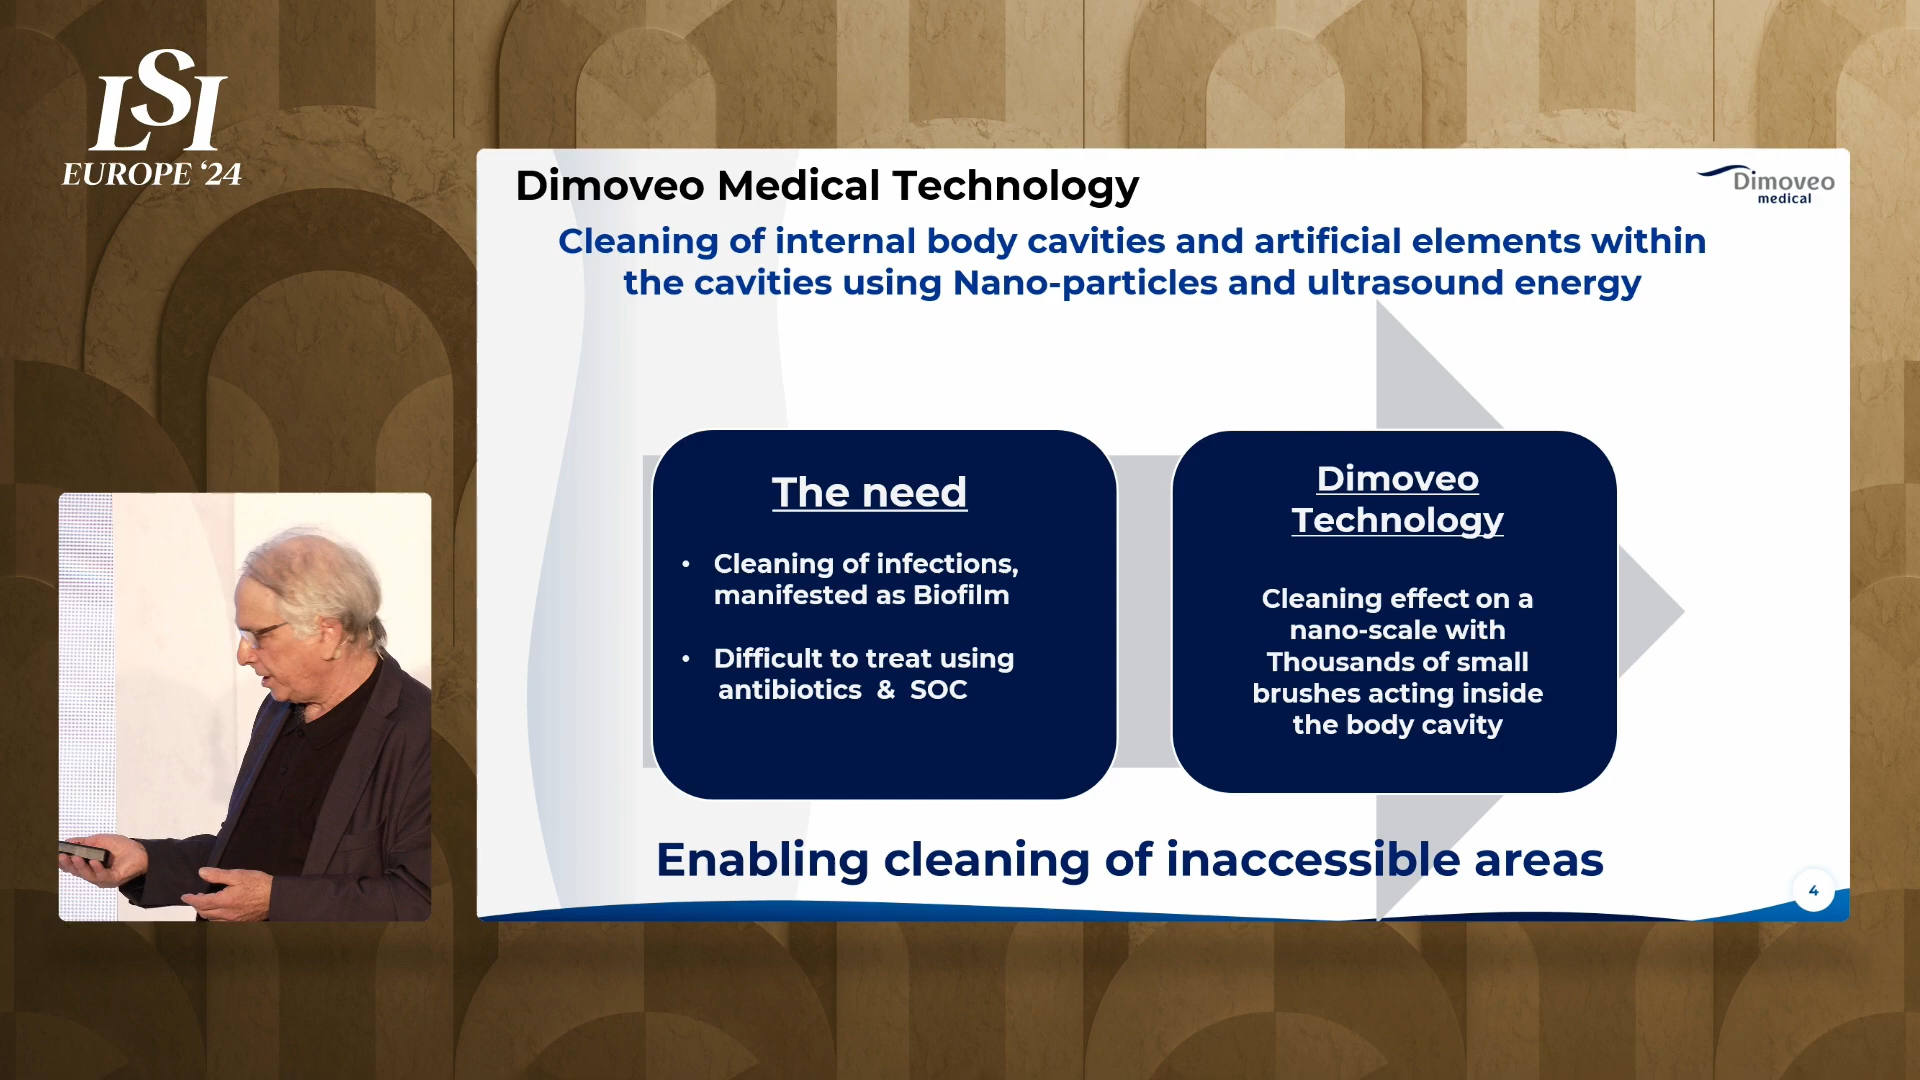 LSI
EUROPE '24
Dimoveo Medical Technology
Dimoveo
medical
Cleaning of internal body cavities and artificial elements within
the cavities using Nano-particles and ultrasound energy
The need
• Cleaning of infections,
manifested as Biofilm
• Difficult to treat using
antibiotics & SOC
Dimoveo
Technology
Cleaning effect on a
nano-scale with
Thousands of small
brushes acting inside
the body cavity
Enabling cleaning of inaccessible areas
4